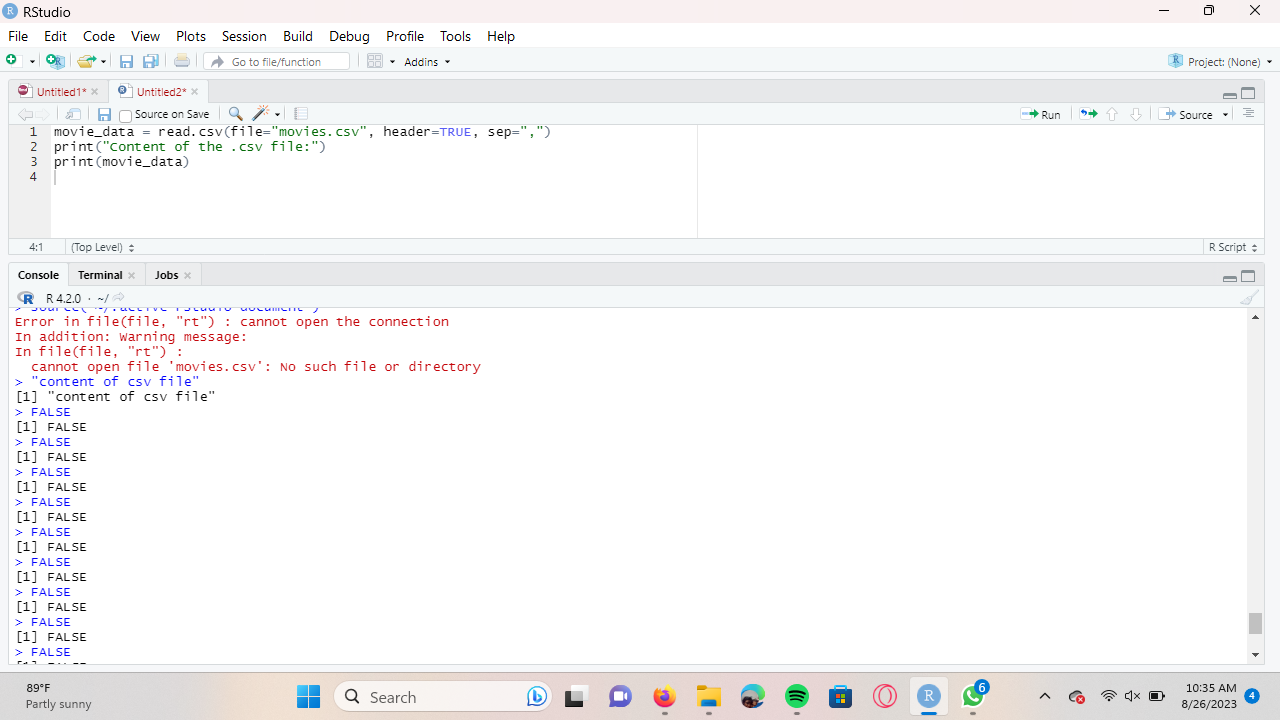 RStudio
File Edit Code View Plots Session Build Debug Profile Tools Help
Go to file/function Addins Project: (None)
Untitled1* Untitled2*
Source on Save Run Source
1 movie_data = read.csv(file="movies.csv", header=TRUE, sep=",")
2 print("Content of the .csv file:")
3 print(movie_data)
4
4:1 (Top Level) R Script
Console Terminal Jobs
R 4.2.0 · ~/
> source("~/.active-rstudio-document")
Error in file(file, "rt") : cannot open the connection
In addition: Warning message:
In file(file, "rt") :
cannot open file 'movies.csv': No such file or directory
> "content of csv file"
[1] "content of csv file"
> FALSE
[1] FALSE
> FALSE
[1] FALSE
> FALSE
[1] FALSE
> FALSE
[1] FALSE
> FALSE
[1] FALSE
> FALSE
[1] FALSE
> FALSE
[1] FALSE
> FALSE
[1] FALSE
> FALSE
[1] FALSE
89°F
Partly sunny
Search
6
10:35 AM
8/26/2023
4